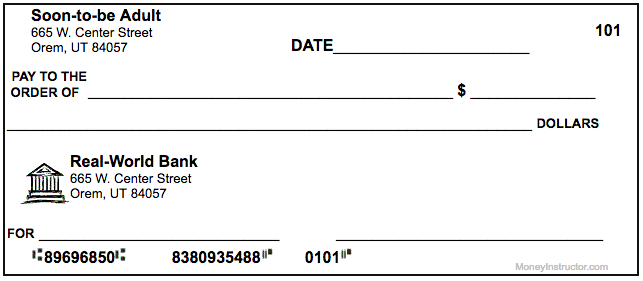 Soon-to-be Adult
665 W. Center Street
Orem, UT 84057
101
DATE
PAY TO THE
ORDER OF $
DOLLARS
Real-World Bank
665 W. Center Street
Orem, UT 84057
FOR
⑆89696850⑆ 8380935488⑈ 0101⑈
MoneyInstructor.com